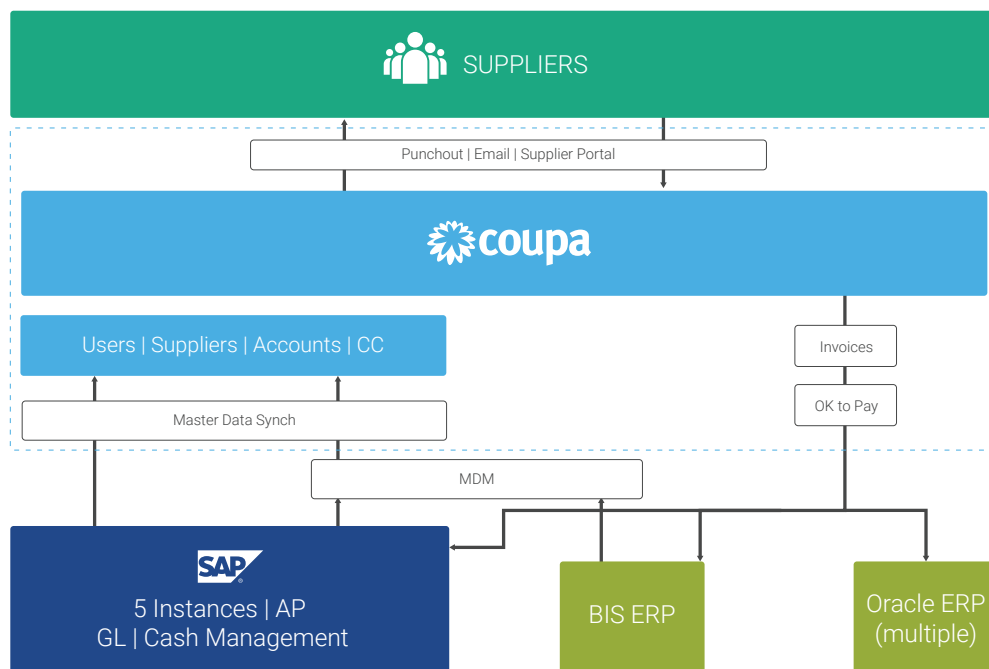 SUPPLIERS
Punchout | Email | Supplier Portal
coupa
Users | Suppliers | Accounts | CC
Invoices
Master Data Synch
OK to Pay
MDM
SAP
5 Instances | AP
GL | Cash Management
BIS ERP
Oracle ERP
(multiple)